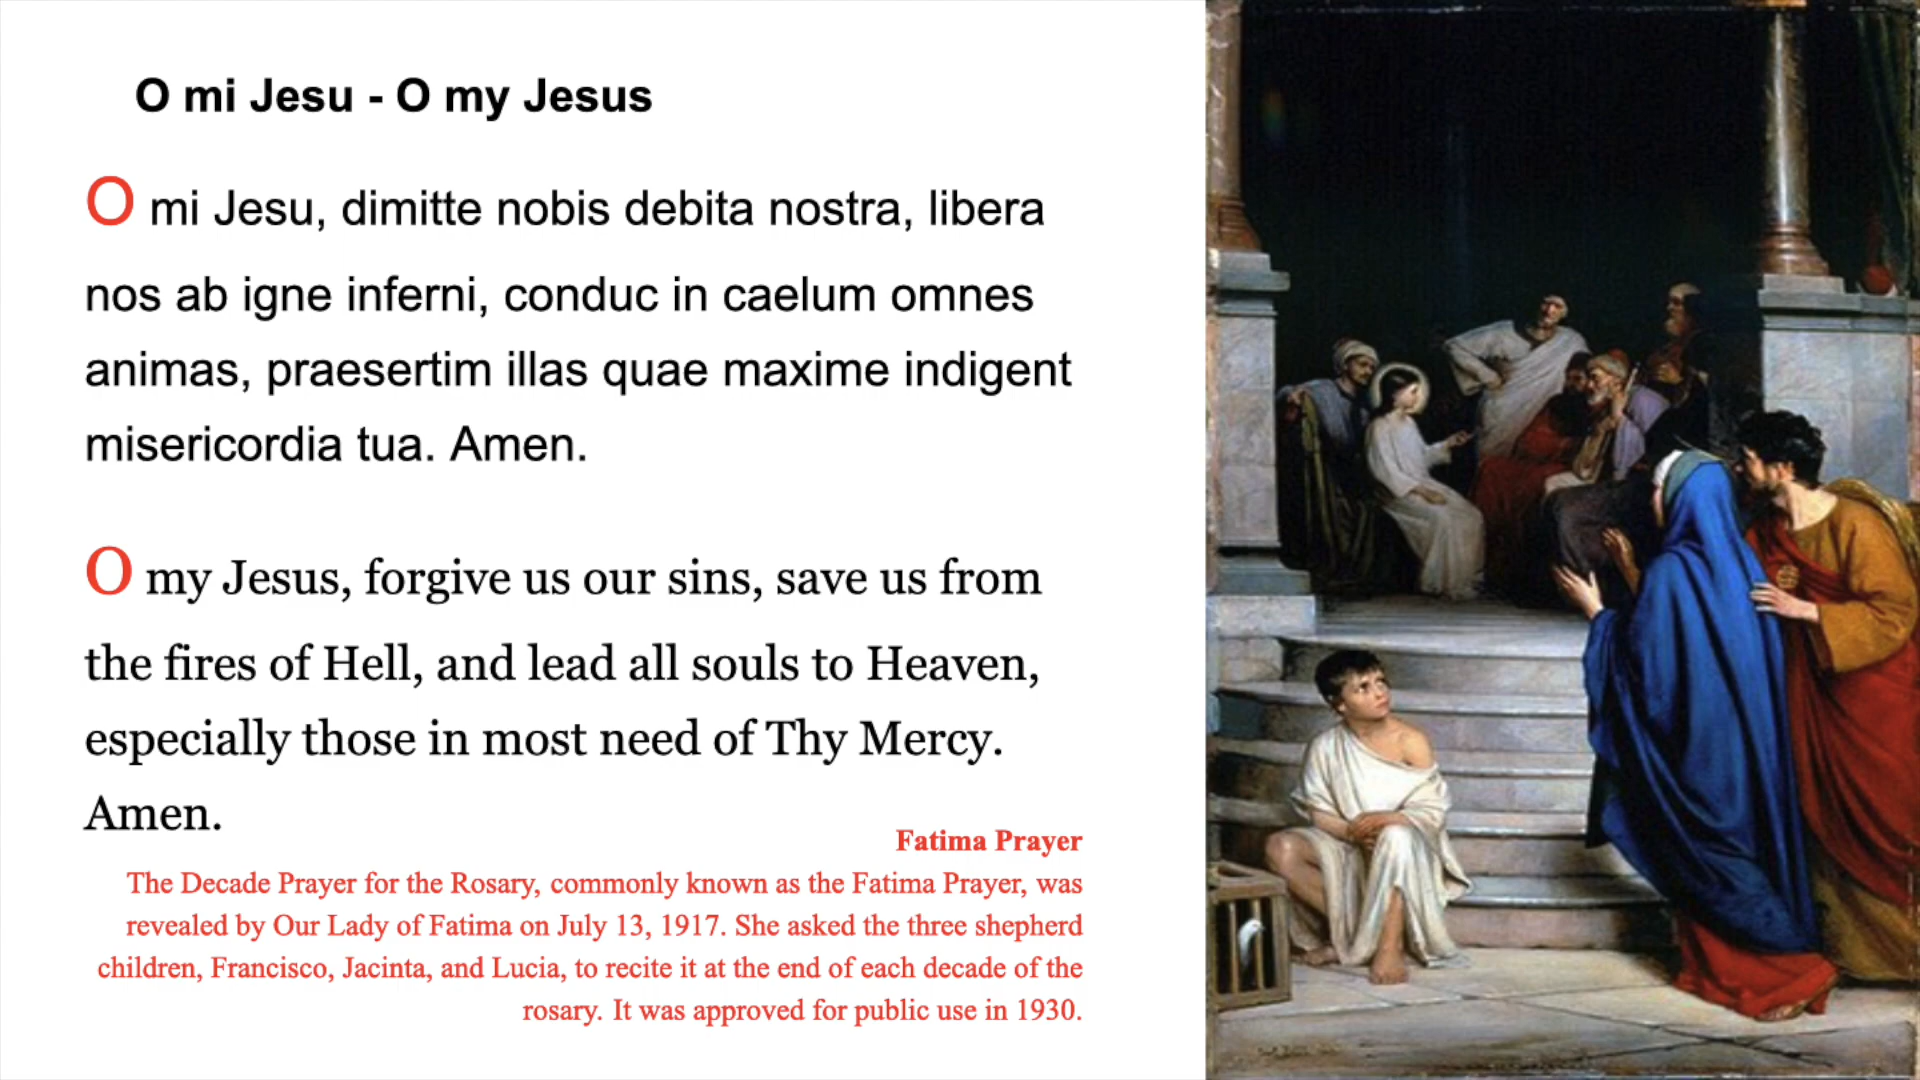 O mi Jesu - O my Jesus
O mi Jesu, dimitte nobis debita nostra, libera
nos ab igne inferni, conduc in caelum omnes
animas, praesertim illas quae maxime indigent
misericordia tua. Amen.
O my Jesus, forgive us our sins, save us from
the fires of Hell, and lead all souls to Heaven,
especially those in most need of Thy Mercy.
Amen.
Fatima Prayer
The Decade Prayer for the Rosary, commonly known as the Fatima Prayer, was
revealed by Our Lady of Fatima on July 13, 1917. She asked the three shepherd
children, Francisco, Jacinta, and Lucia, to recite it at the end of each decade of the
rosary. It was approved for public use in 1930.